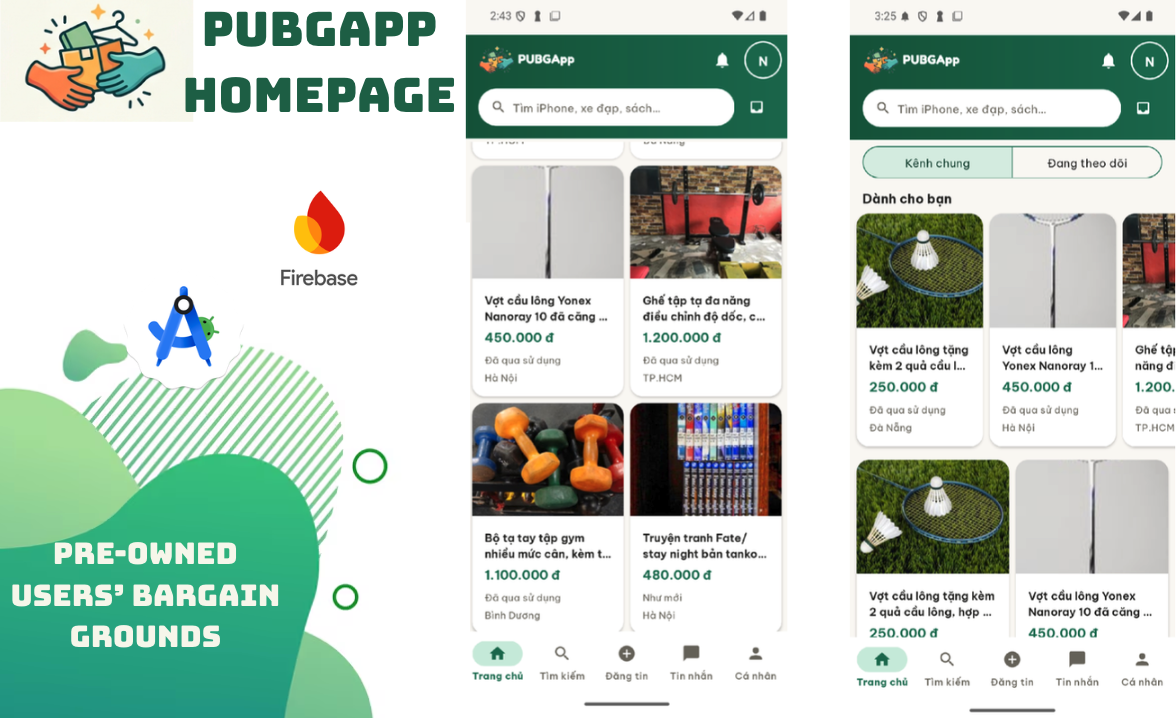 PUBGAPP
HOMEPAGE
Firebase
PRE-OWNED
USERS' BARGAIN
GROUNDS
2:43
PUBGApp
N
Tìm iPhone, xe đạp, sách...
TP.HCM
Đà Nẵng
Vợt cầu lông Yonex
Nanoray 10 đã căng ...
450.000 đ
Đã qua sử dụng
Hà Nội
Ghế tập tạ đa năng
điều chỉnh độ dốc, c...
1.200.000 đ
Đã qua sử dụng
TP.HCM
Bộ tạ tay tập gym
nhiều mức cân, kèm t...
1.100.000 đ
Đã qua sử dụng
Bình Dương
Truyện tranh Fate/
stay night bản tanko...
480.000 đ
Như mới
Hà Nội
Trang chủ
Tìm kiếm
Đăng tin
Tin nhắn
Cá nhân
3:25
PUBGApp
N
Tìm iPhone, xe đạp, sách...
Kênh chung
Đang theo dõi
Dành cho bạn
Vợt cầu lông tặng
kèm 2 quả cầu l...
250.000 đ
Đã qua sử dụng
Đà Nẵng
Vợt cầu lông
Yonex Nanoray 1...
450.000 đ
Đã qua sử dụng
Hà Nội
Ghế tập
năng đ
1.200.
Đã qua
TP.HCM
Vợt cầu lông tặng kèm
2 quả cầu lông, hợp ...
250.000 đ
Vợt cầu lông Yonex
Nanoray 10 đã căng ...
450.000 đ
Trang chủ
Tìm kiếm
Đăng tin
Tin nhắn
Cá nhân